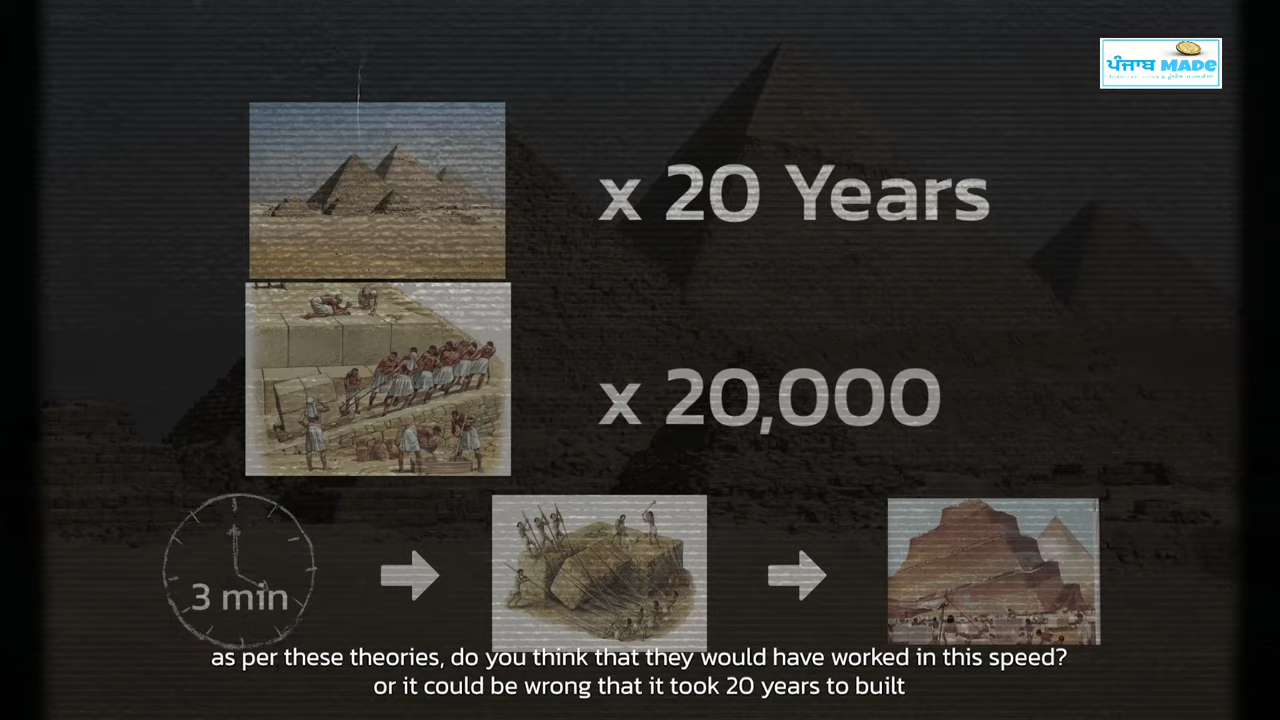 ਪੰਜਾਬ MADE
x 20 Years
x 20,000
3 min
as per these theories, do you think that they would have worked in this speed?
or it could be wrong that it took 20 years to built